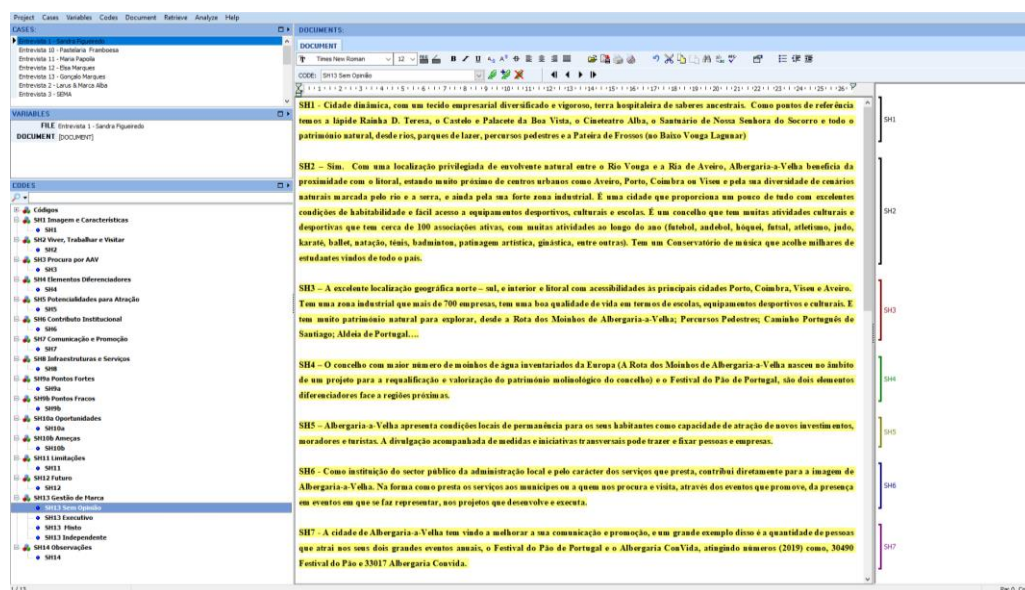 Project Cases Variables Codes Document Retrieve Analyze Help
CASES:
Entrevista 1 - Sandra Figueiredo
Entrevista 10 - Pastelaria Framboesa
Entrevista 11 - Maria Papoila
Entrevista 12 - Elsa Marques
Entrevista 13 - Gonçalo Marques
Entrevista 2 - Larus & Marca Alba
Entrevista 3 - SEMA
VARIABLES
FILE Entrevista 1 - Sandra Figueiredo
DOCUMENT [DOCUMENT]
CODES
Códigos
SH1 Imagem e Características
SH1
SH2 Viver, Trabalhar e Visitar
SH2
SH3 Procura por AAV
SH3
SH4 Elementos Diferenciadores
SH4
SH5 Potencialidades para Atração
SH5
SH6 Contributo Institucional
SH6
SH7 Comunicação e Promoção
SH7
SH8 Infraestruturas e Serviços
SH8
SH9a Pontos Fortes
SH9a
SH9b Pontos Fracos
SH9b
SH10a Oportunidades
SH10a
SH10b Ameças
SH10b
SH11 Limitações
SH11
SH12 Futuro
SH12
SH13 Gestão de Marca
SH13 Sem Opinião
SH13 Executivo
SH13 Misto
SH13 Independente
SH14 Observações
SH14
1 / 15
DOCUMENTS:
DOCUMENT
Times New Roman 12
CODE: SH13 Sem Opinião
SH1 - Cidade dinâmica, com um tecido empresarial diversificado e vigoroso, terra hospitaleira de saberes ancestrais. Como pontos de referência
temos a lápide Rainha D. Teresa, o Castelo e Palacete da Boa Vista, o Cineteatro Alba, o Santuário de Nossa Senhora do Socorro e todo o
património natural, desde rios, parques de lazer, percursos pedestres e a Pateira de Frossos (no Baixo Vouga Lagunar)
SH2 – Sim. Com uma localização privilegiada de envolvente natural entre o Rio Vouga e a Ria de Aveiro, Albergaria-a-Velha beneficia da
proximidade com o litoral, estando muito próximo de centros urbanos como Aveiro, Porto, Coimbra ou Viseu e pela sua diversidade de cenários
naturais marcada pelo rio e a serra, e ainda pela sua forte zona industrial. É uma cidade que proporciona um pouco de tudo com excelentes
condições de habitabilidade e fácil acesso a equipamentos desportivos, culturais e escolas. É um concelho que tem muitas atividades culturais e
desportivas que tem cerca de 100 associações ativas, com muitas atividades ao longo do ano (futebol, andebol, hóquei, futsal, atletismo, judo,
karaté, ballet, natação, ténis, badminton, patinagem artística, ginástica, entre outras). Tem um Conservatório de música que acolhe milhares de
estudantes vindos de todo o país.
SH3 – A excelente localização geográfica norte – sul, e interior e litoral com acessibilidades às principais cidades Porto, Coimbra, Viseu e Aveiro.
Tem uma zona industrial que mais de 700 empresas, tem uma boa qualidade de vida em termos de escolas, equipamentos desportivos e culturais. E
tem muito património natural para explorar, desde a Rota dos Moinhos de Albergaria-a-Velha; Percursos Pedestres; Caminho Português de
Santiago; Aldeia de Portugal….
SH4 – O concelho com maior número de moinhos de água inventariados da Europa (A Rota dos Moinhos de Albergaria-a-Velha nasceu no âmbito
de um projeto para a requalificação e valorização do património molinológico do concelho) e o Festival do Pão de Portugal, são dois elementos
diferenciadores face a regiões próximas.
SH5 – Albergaria-a-Velha apresenta condições locais de permanência para os seus habitantes como capacidade de atração de novos investimentos,
moradores e turistas. A divulgação acompanhada de medidas e iniciativas transversais pode trazer e fixar pessoas e empresas.
SH6 - Como instituição do sector público da administração local e pelo carácter dos serviços que presta, contribui diretamente para a imagem de
Albergaria-a-Velha. Na forma como presta os serviços aos munícipes ou a quem nos procura e visita, através dos eventos que promove, da presença
em eventos em que se faz representar, nos projetos que desenvolve e executa.
SH7 - A cidade de Albergaria-a-Velha tem vindo a melhorar a sua comunicação e promoção, e um grande exemplo disso é a quantidade de pessoas
que atrai nos seus dois grandes eventos anuais, o Festival do Pão de Portugal e o Albergaria ConVida, atingindo números (2019) como, 30490
Festival do Pão e 33017 Albergaria Convida.
SH1
SH2
SH3
SH4
SH5
SH6
SH7